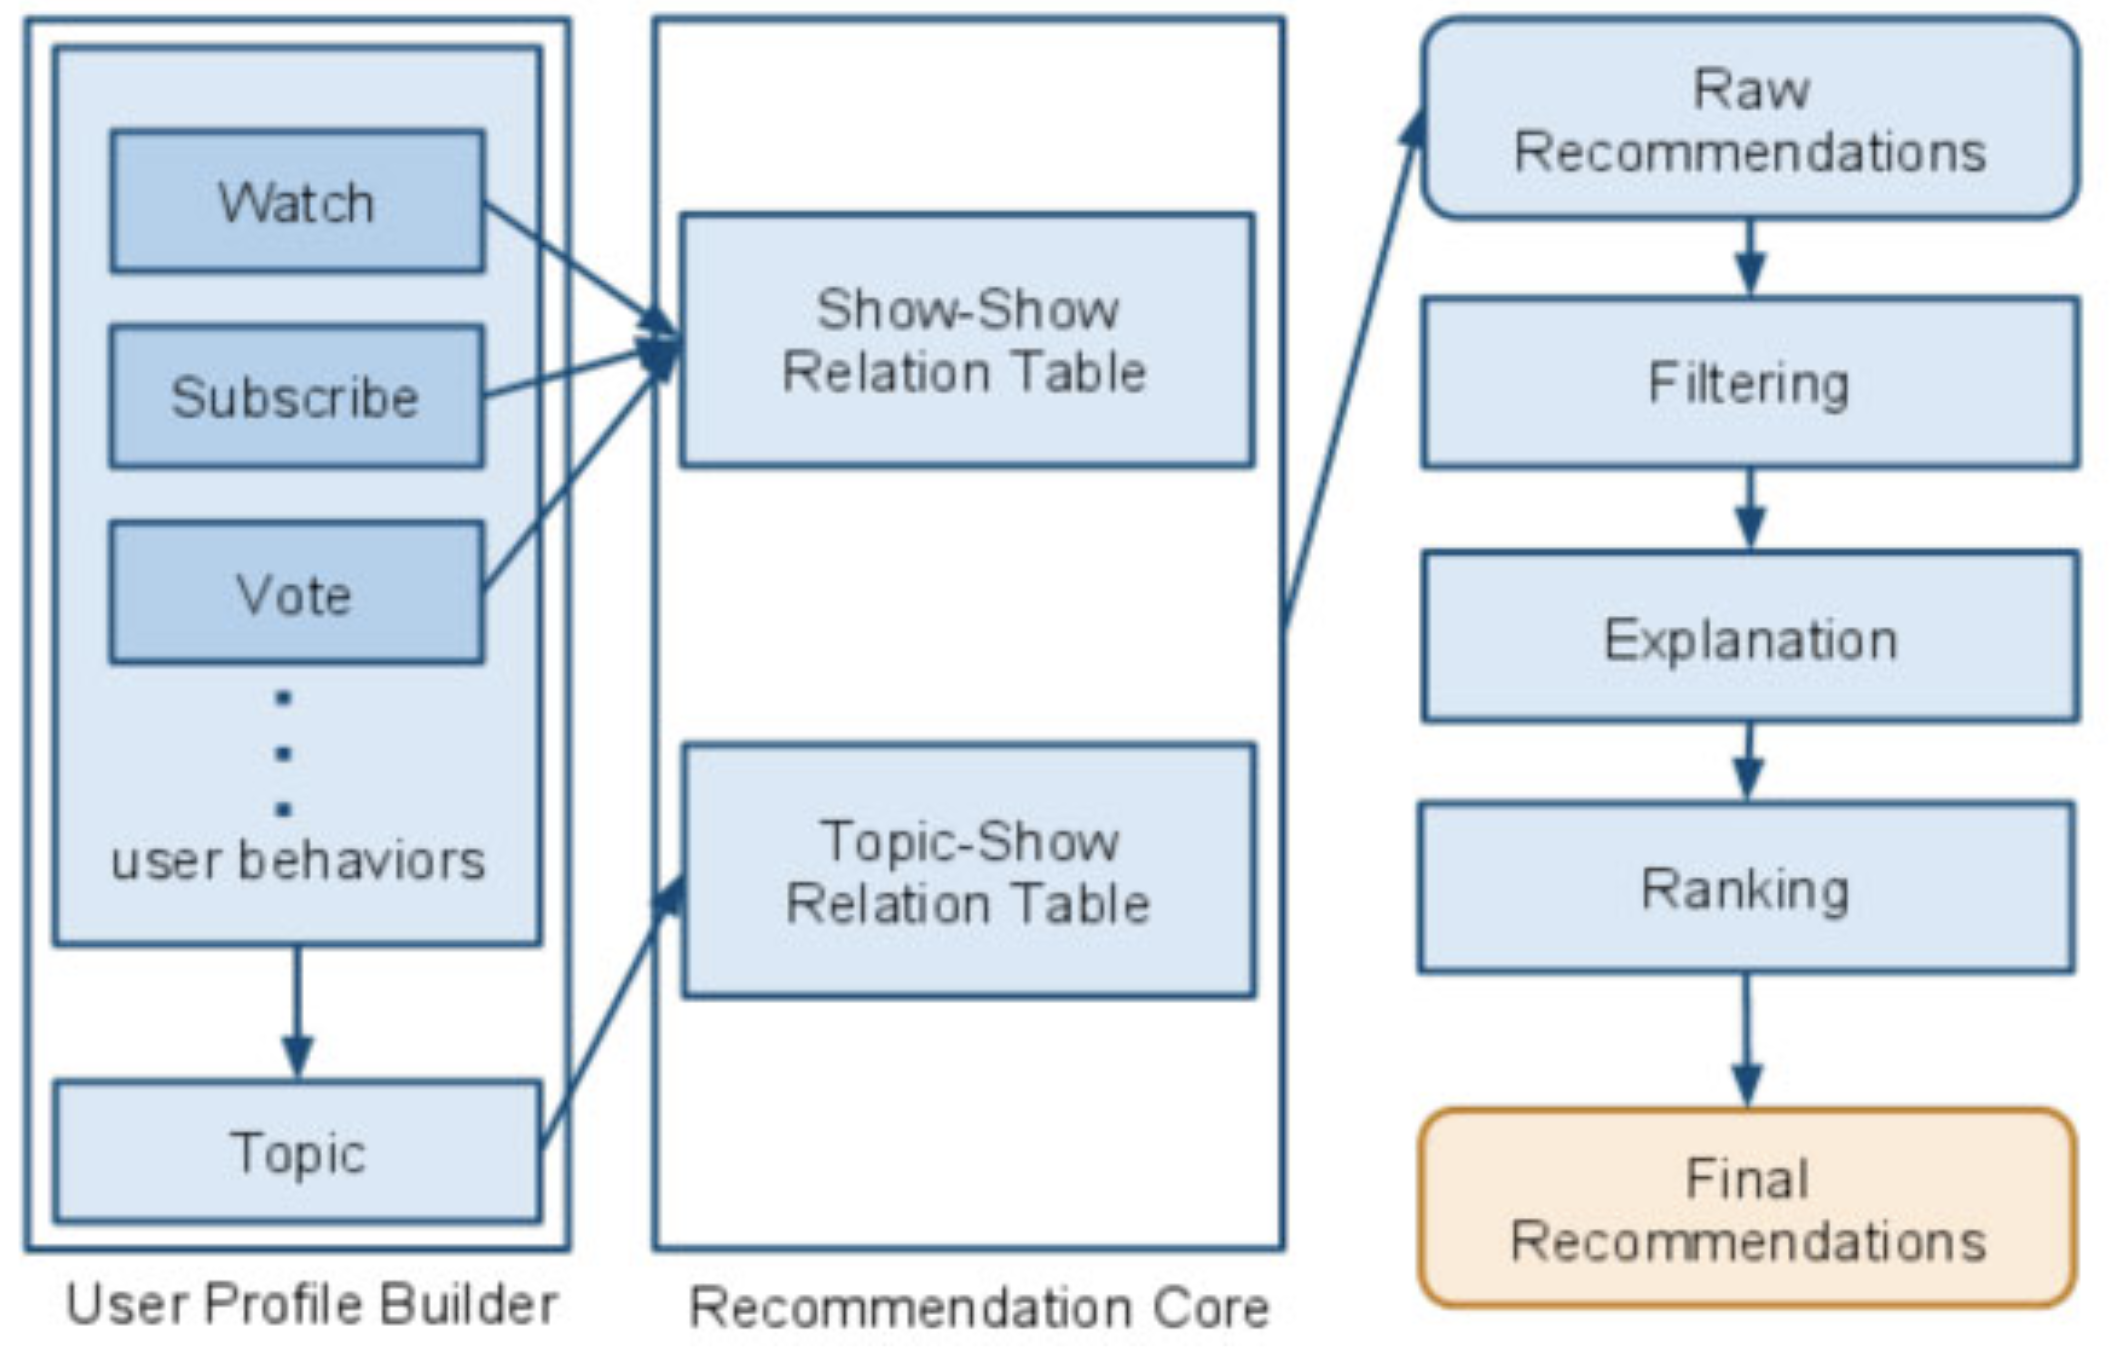 Watch
Subscribe
Vote
user behaviors
Topic
User Profile Builder
Show-Show
Relation Table
Topic-Show
Relation Table
Recommendation Core
Raw
Recommendations
Filtering
Explanation
Ranking
Final
Recommendations